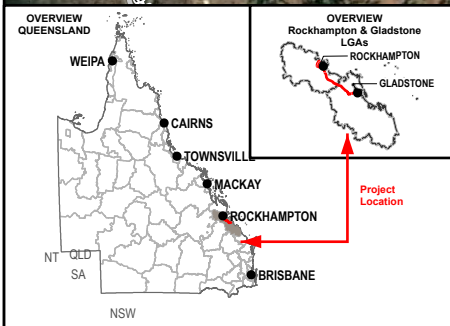 OVERVIEW
QUEENSLAND
WEIPA
CAIRNS
TOWNSVILLE
MACKAY
ROCKHAMPTON
BRISBANE
NT
QLD
SA
NSW
OVERVIEW
Rockhampton & Gladstone
LGAs
ROCKHAMPTON
GLADSTONE
Project
Location